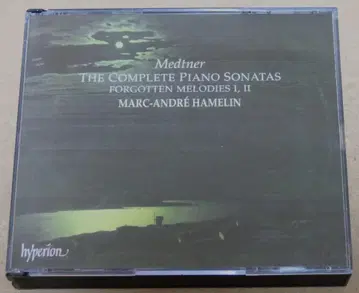 Medtner
THE COMPLETE PIANO SONATAS
FORGOTTEN MELODIES I, II
MARC-ANDRÉ HAMELIN
hyperion